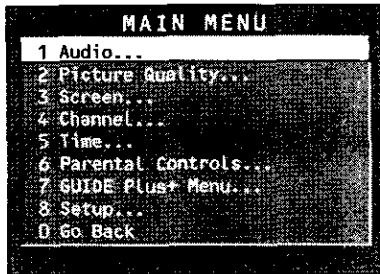 MAIN MENU
1 Audio...
2 Picture Quality...
3 Screen...
4 Channel...
5 Time...
6 Parental Controls...
7 GUIDE Plus+ Menu...
8 Setup...
0 Go Back